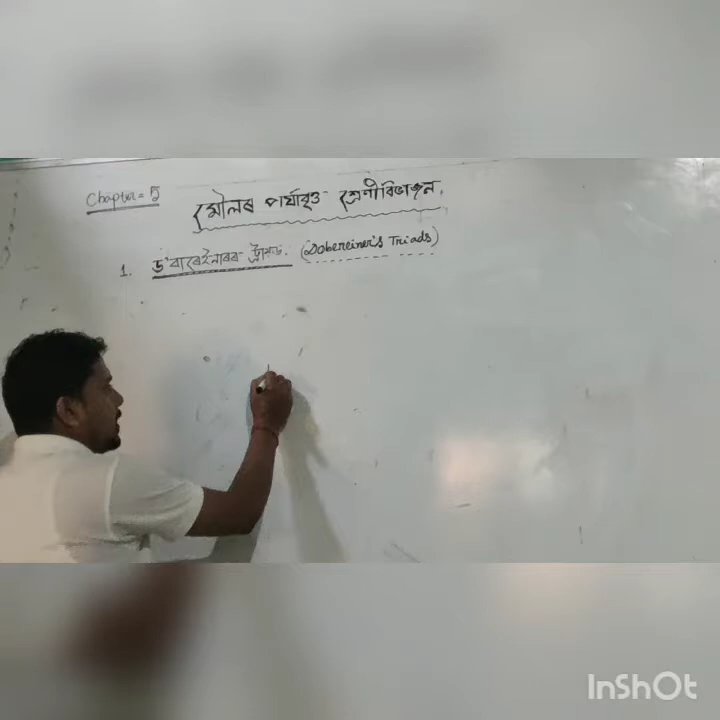 Chapter = 5
মৌলৰ পৰ্যাবৃত্ত শ্ৰেণীবিভাজন,
1. ড'বাৰেইনাৰৰ ট্ৰায়ড. (Dobereiner's Triads)
InShOt